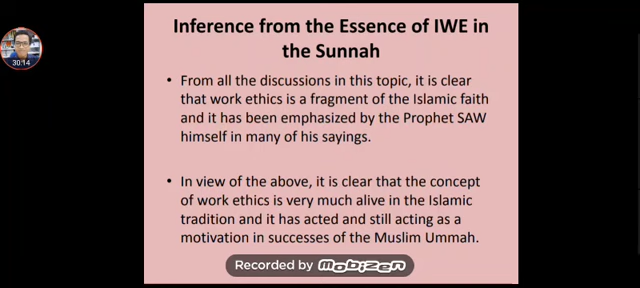 Inference from the Essence of IWE in
the Sunnah
30:14
• From all the discussions in this topic, it is clear
that work ethics is a fragment of the Islamic faith
and it has been emphasized by the Prophet SAW
himself in many of his sayings.
• In view of the above, it is clear that the concept
of work ethics is very much alive in the Islamic
tradition and it has acted and still acting as a
motivation in successes of the Muslim Ummah.
Recorded by mobizen